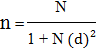 n = N / 1 + N (d)²